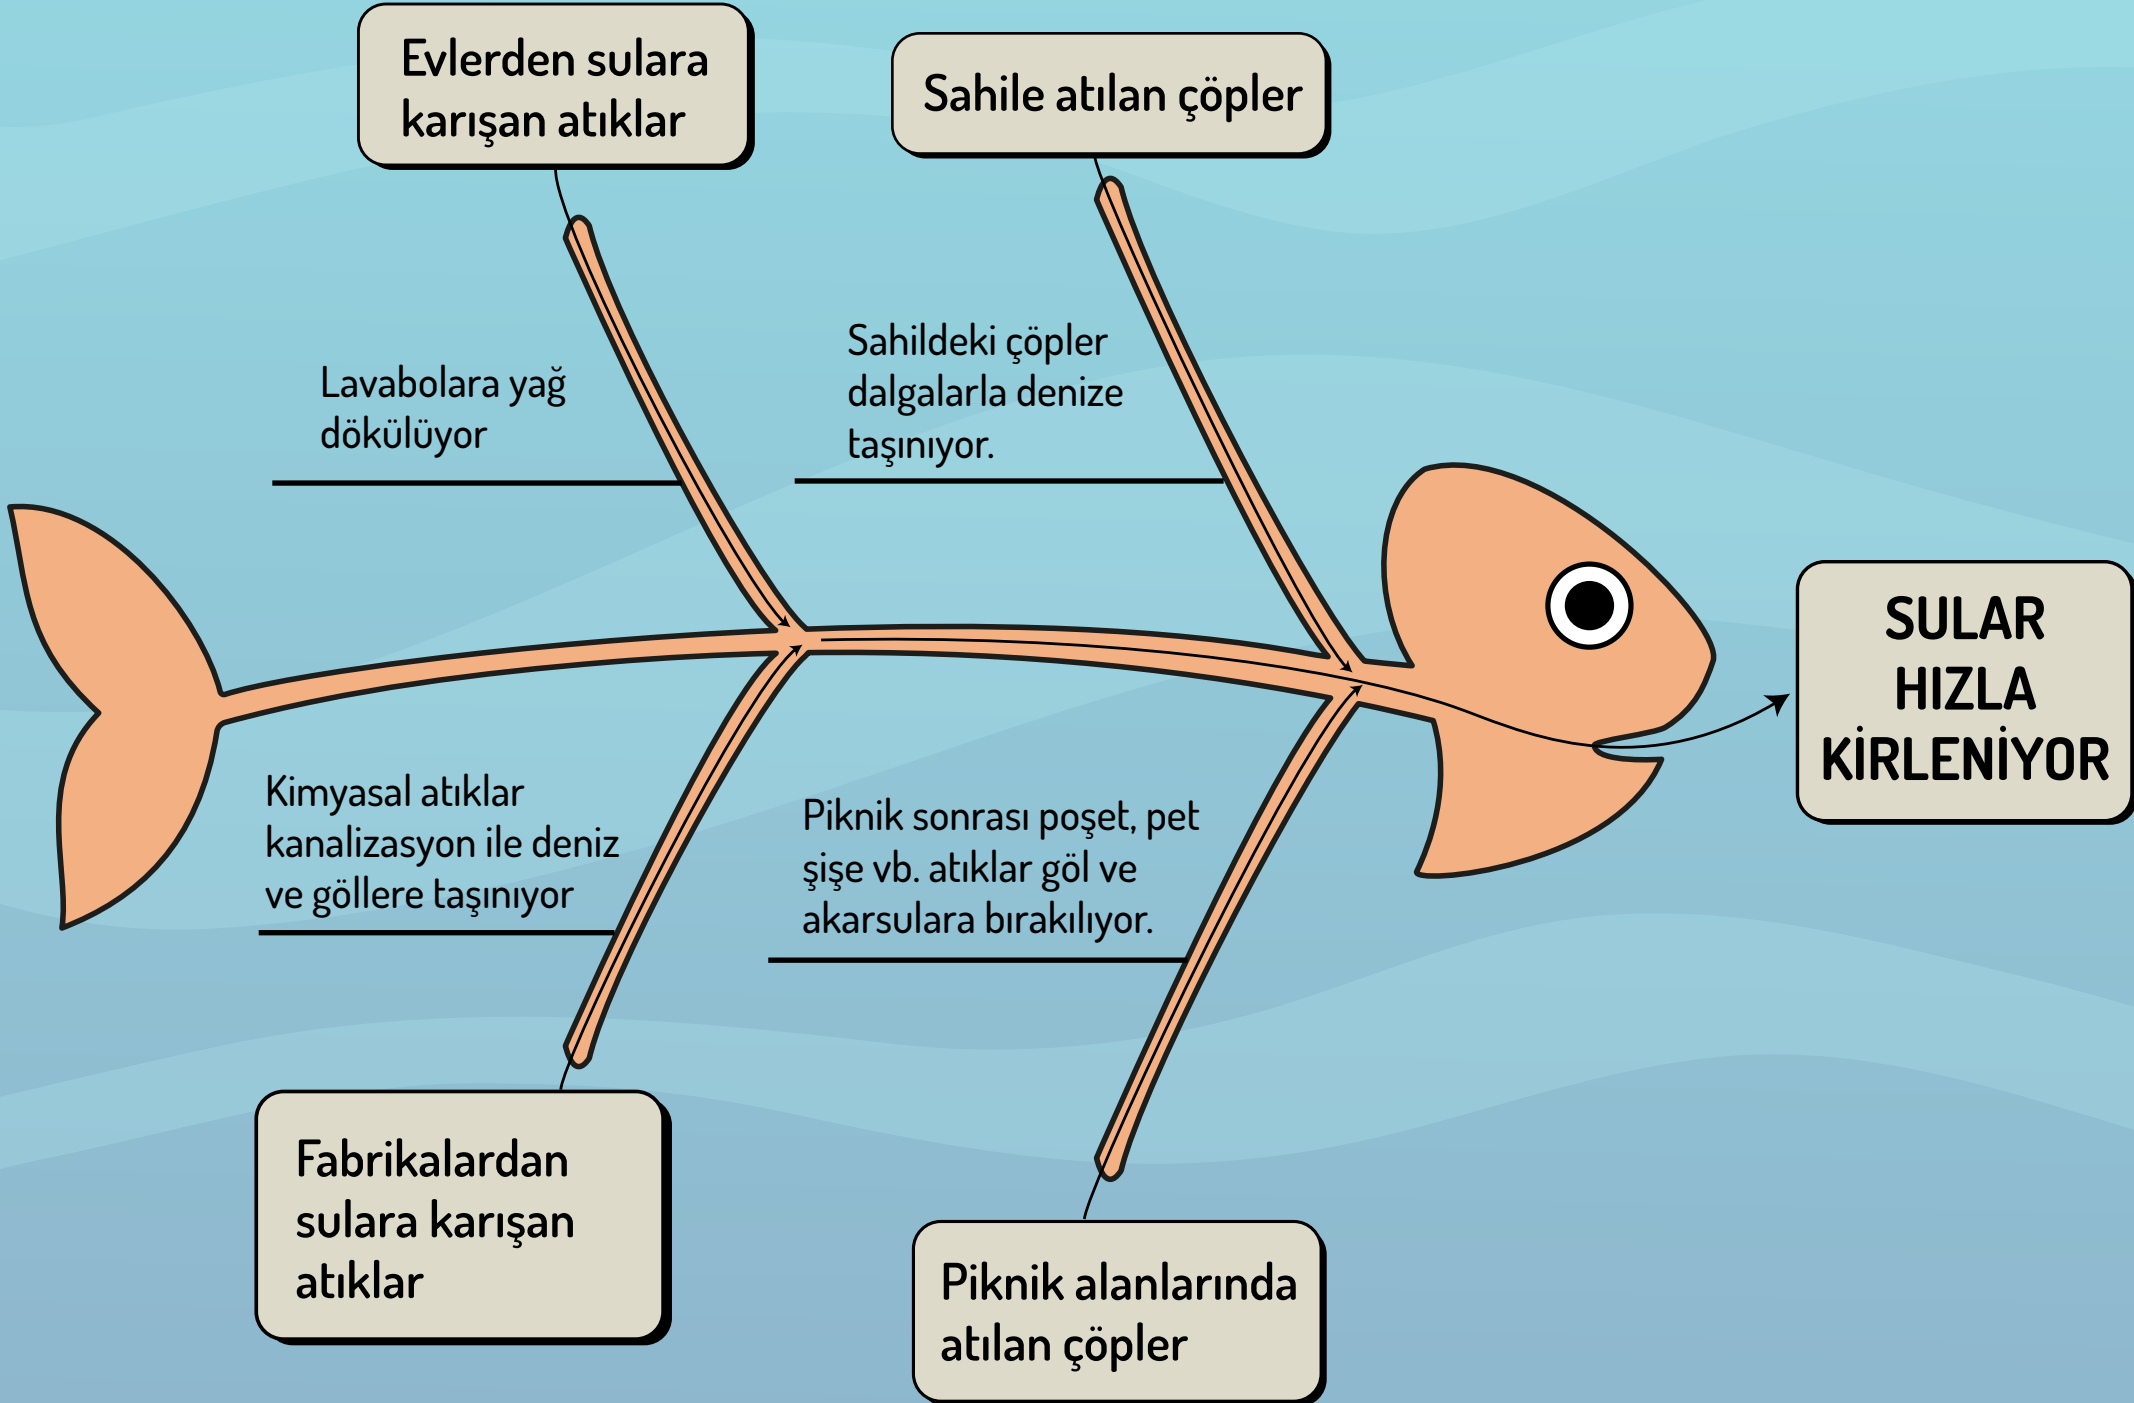 Evlerden sulara
karışan atıklar
Sahile atılan çöpler
Lavabolara yağ
dökülüyor
Sahildeki çöpler
dalgalarla denize
taşınıyor.
SULAR
HIZLA
KİRLENİYOR
Kimyasal atıklar
kanalizasyon ile deniz
ve göllere taşınıyor
Piknik sonrası poşet, pet
şişe vb. atıklar göl ve
akarsulara bırakılıyor.
Fabrikalardan
sulara karışan
atıklar
Piknik alanlarında
atılan çöpler